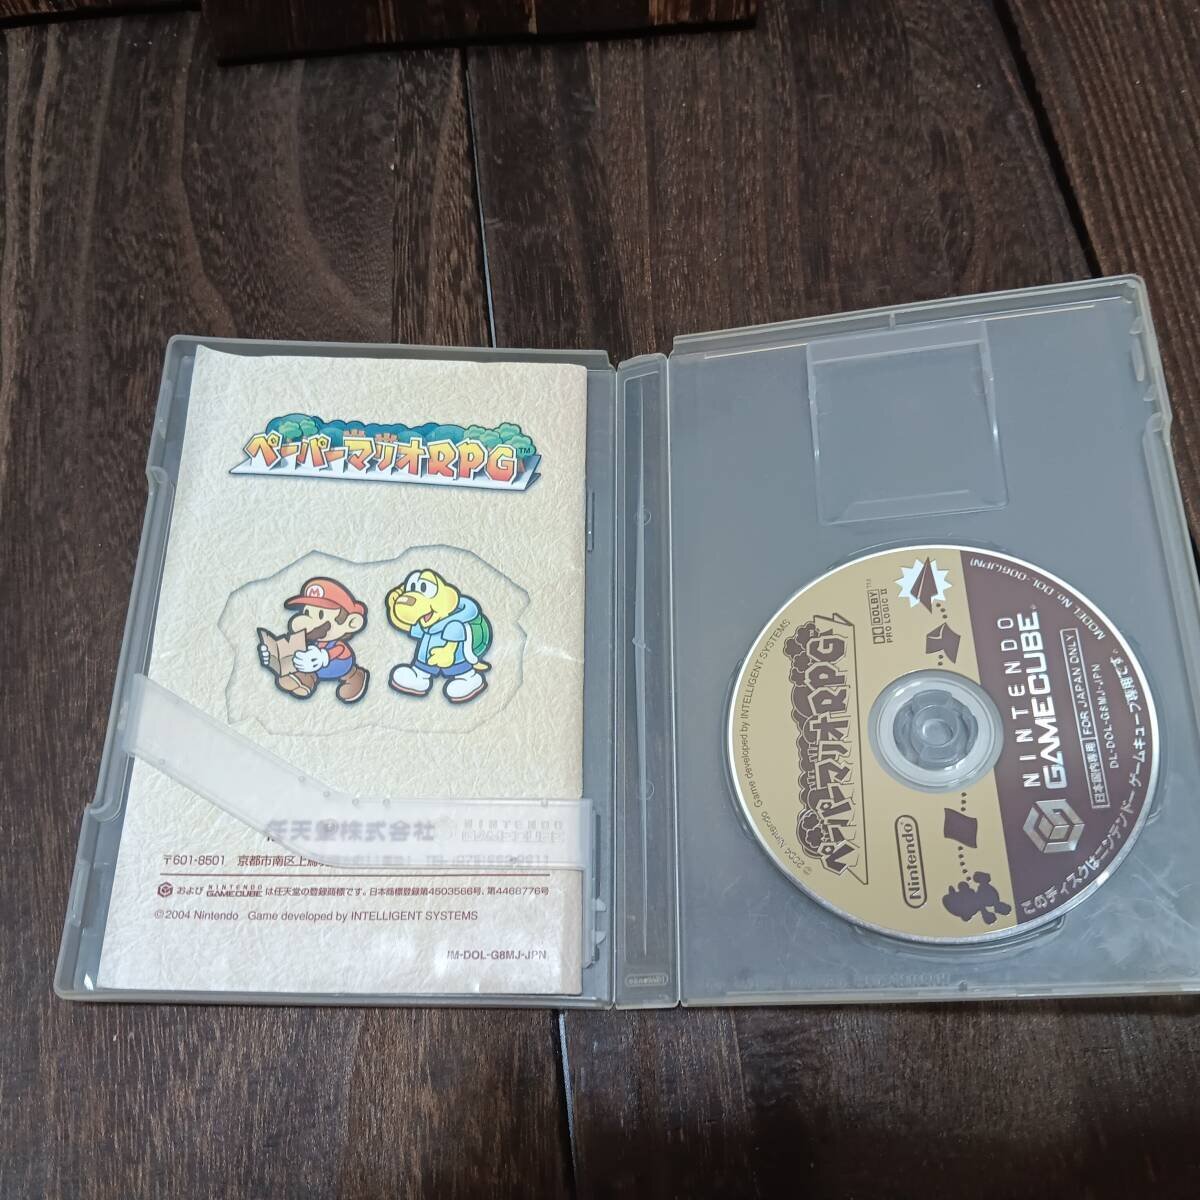 ペーパーマリオRPG™
任天堂株式会社
〒601-8501 京都市南区上鳥
および NINTENDO GAMECUBE は任天堂の登録商標です。日本商標登録第4503566号、第4468776号
©2004 Nintendo Game developed by INTELLIGENT SYSTEMS
IM-DOL-G8MJ-JPN
ペーパーマリオRPG
© 2004 Nintendo Game developed by INTELLIGENT SYSTEMS
DOLBY™
PRO LOGIC II
Nintendo
NINTENDO
GAMECUBE
日本国内専用 FOR JAPAN ONLY
DL-DOL-G8MJ-JPN
MODEL No. DOL-006(JPN)
このディスクはニンテンドー ゲームキューブ専用です。